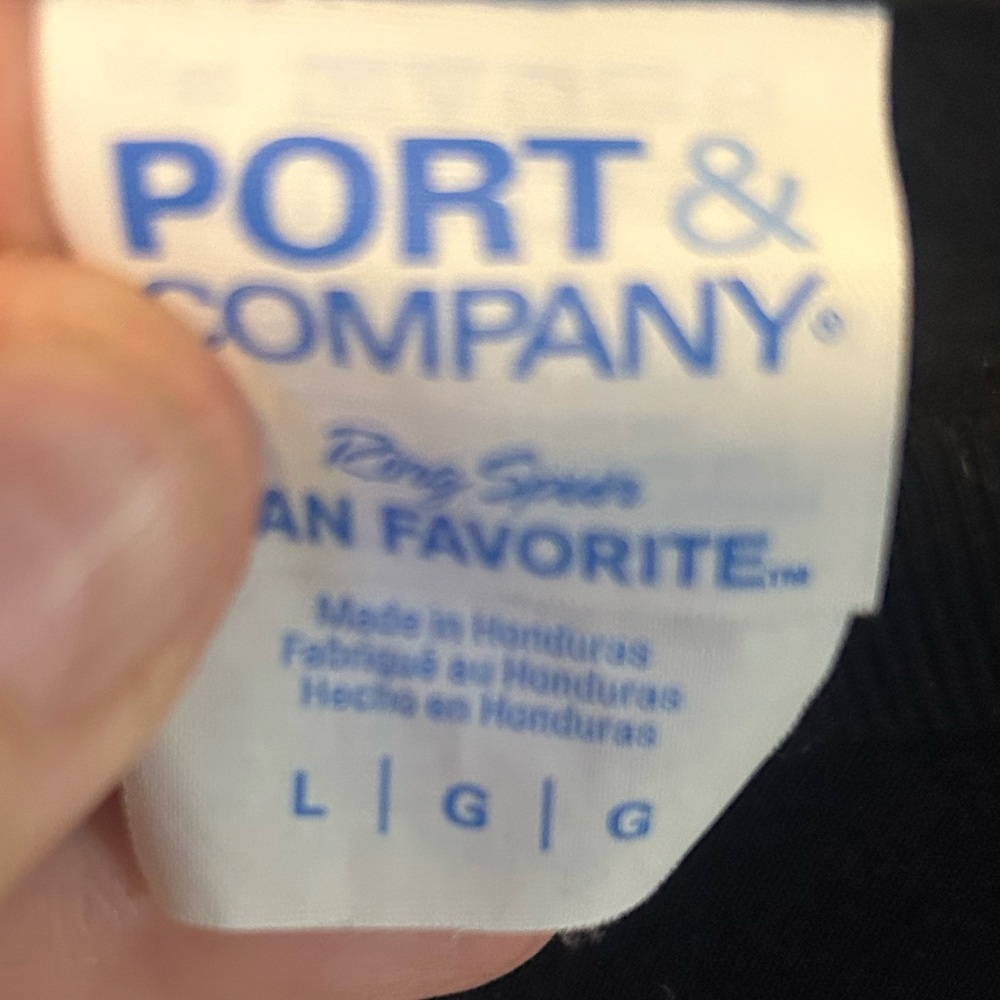 PORT &
COMPANY®
Ring Spun
AN FAVORITE™
Made in Honduras
Fabriqué au Honduras
Hecho en Honduras
L | G | G